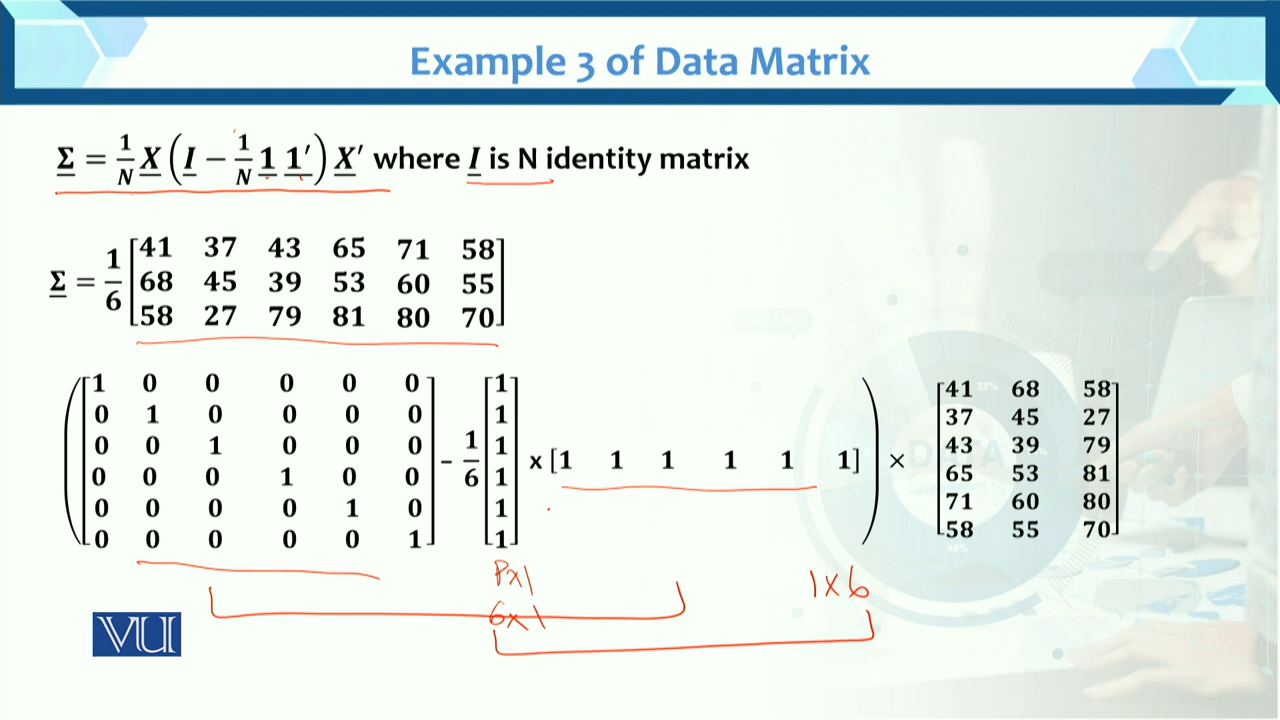 Example 3 of Data Matrix
Σ = 1/N X (I − 1/N 1 1′) X′ where I is N identity matrix
Σ = 1/6 [41 37 43 65 71 58
68 45 39 53 60 55
58 27 79 81 80 70]
([1 0 0 0 0 0
0 1 0 0 0 0
0 0 1 0 0 0
0 0 0 1 0 0
0 0 0 0 1 0
0 0 0 0 0 1]
− 1/6 [1
1
1
1
1
1]
x [1 1 1 1 1 1])
× [41 68 58
37 45 27
43 39 79
65 53 81
71 60 80
58 55 70]
DATA
22%
48%
Px1
6x1
1x6
VU